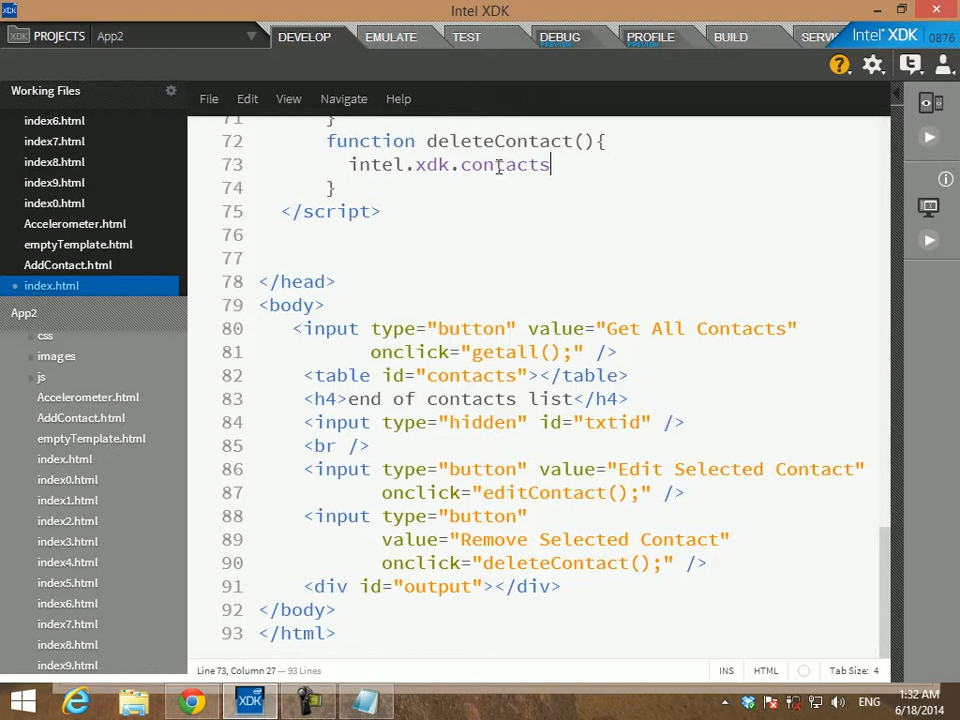 XDK
Intel XDK
PROJECTS App2
DEVELOP EMULATE TEST DEBUG PREVIEW PROFILE PREVIEW BUILD
Intel XDK 0876
Working Files
File Edit View Navigate Help
index6.html
index7.html
index8.html
index9.html
index0.html
Accelerometer.html
emptyTemplate.html
AddContact.html
index.html
App2
css
images
js
Accelerometer.html
AddContact.html
emptyTemplate.html
index.html
index0.html
index1.html
index2.html
index3.html
index4.html
index5.html
index6.html
index7.html
index8.html
index9.html
71 }
72 function deleteContact(){
73 intel.xdk.contacts
74 }
75 </script>
76
77
78 </head>
79 <body>
80 <input type="button" value="Get All Contacts"
81 onclick="getall();" />
82 <table id="contacts"></table>
83 <h4>end of contacts list</h4>
84 <input type="hidden" id="txtid" />
85 <br />
86 <input type="button" value="Edit Selected Contact"
87 onclick="editContact();" />
88 <input type="button"
89 value="Remove Selected Contact"
90 onclick="deleteContact();" />
91 <div id="output"></div>
92 </body>
93 </html>
Line 73, Column 27 — 93 Lines
INS HTML Tab Size: 4
XDK
ENG
1:32 AM
6/18/2014